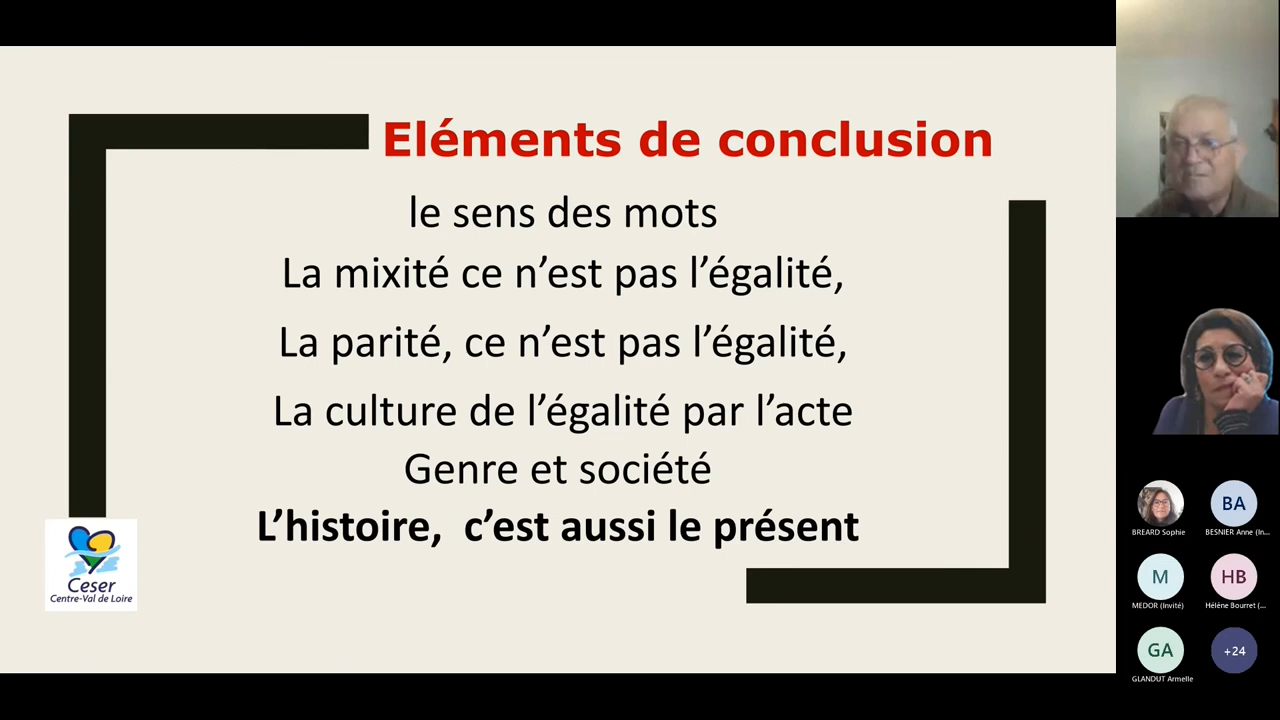 Eléments de conclusion
le sens des mots
La mixité ce n’est pas l’égalité,
La parité, ce n’est pas l’égalité,
La culture de l’égalité par l’acte
Genre et société
L’histoire, c’est aussi le présent
Ceser
Centre-Val de Loire
BA
BREARD Sophie
BESNIER Anne (In...
M
HB
MEDOR (Invité)
Hélène Bourret (...
GA
+24
GLANDUT Armelle